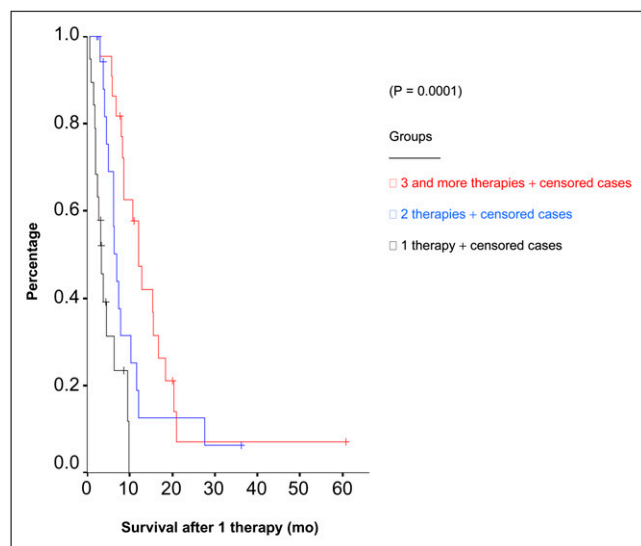 1.0
0.8
0.6
0.4
0.2
0.0
Percentage
0 10 20 30 40 50 60
Survival after 1 therapy (mo)
(P = 0.0001)
Groups
3 and more therapies + censored cases
2 therapies + censored cases
1 therapy + censored cases